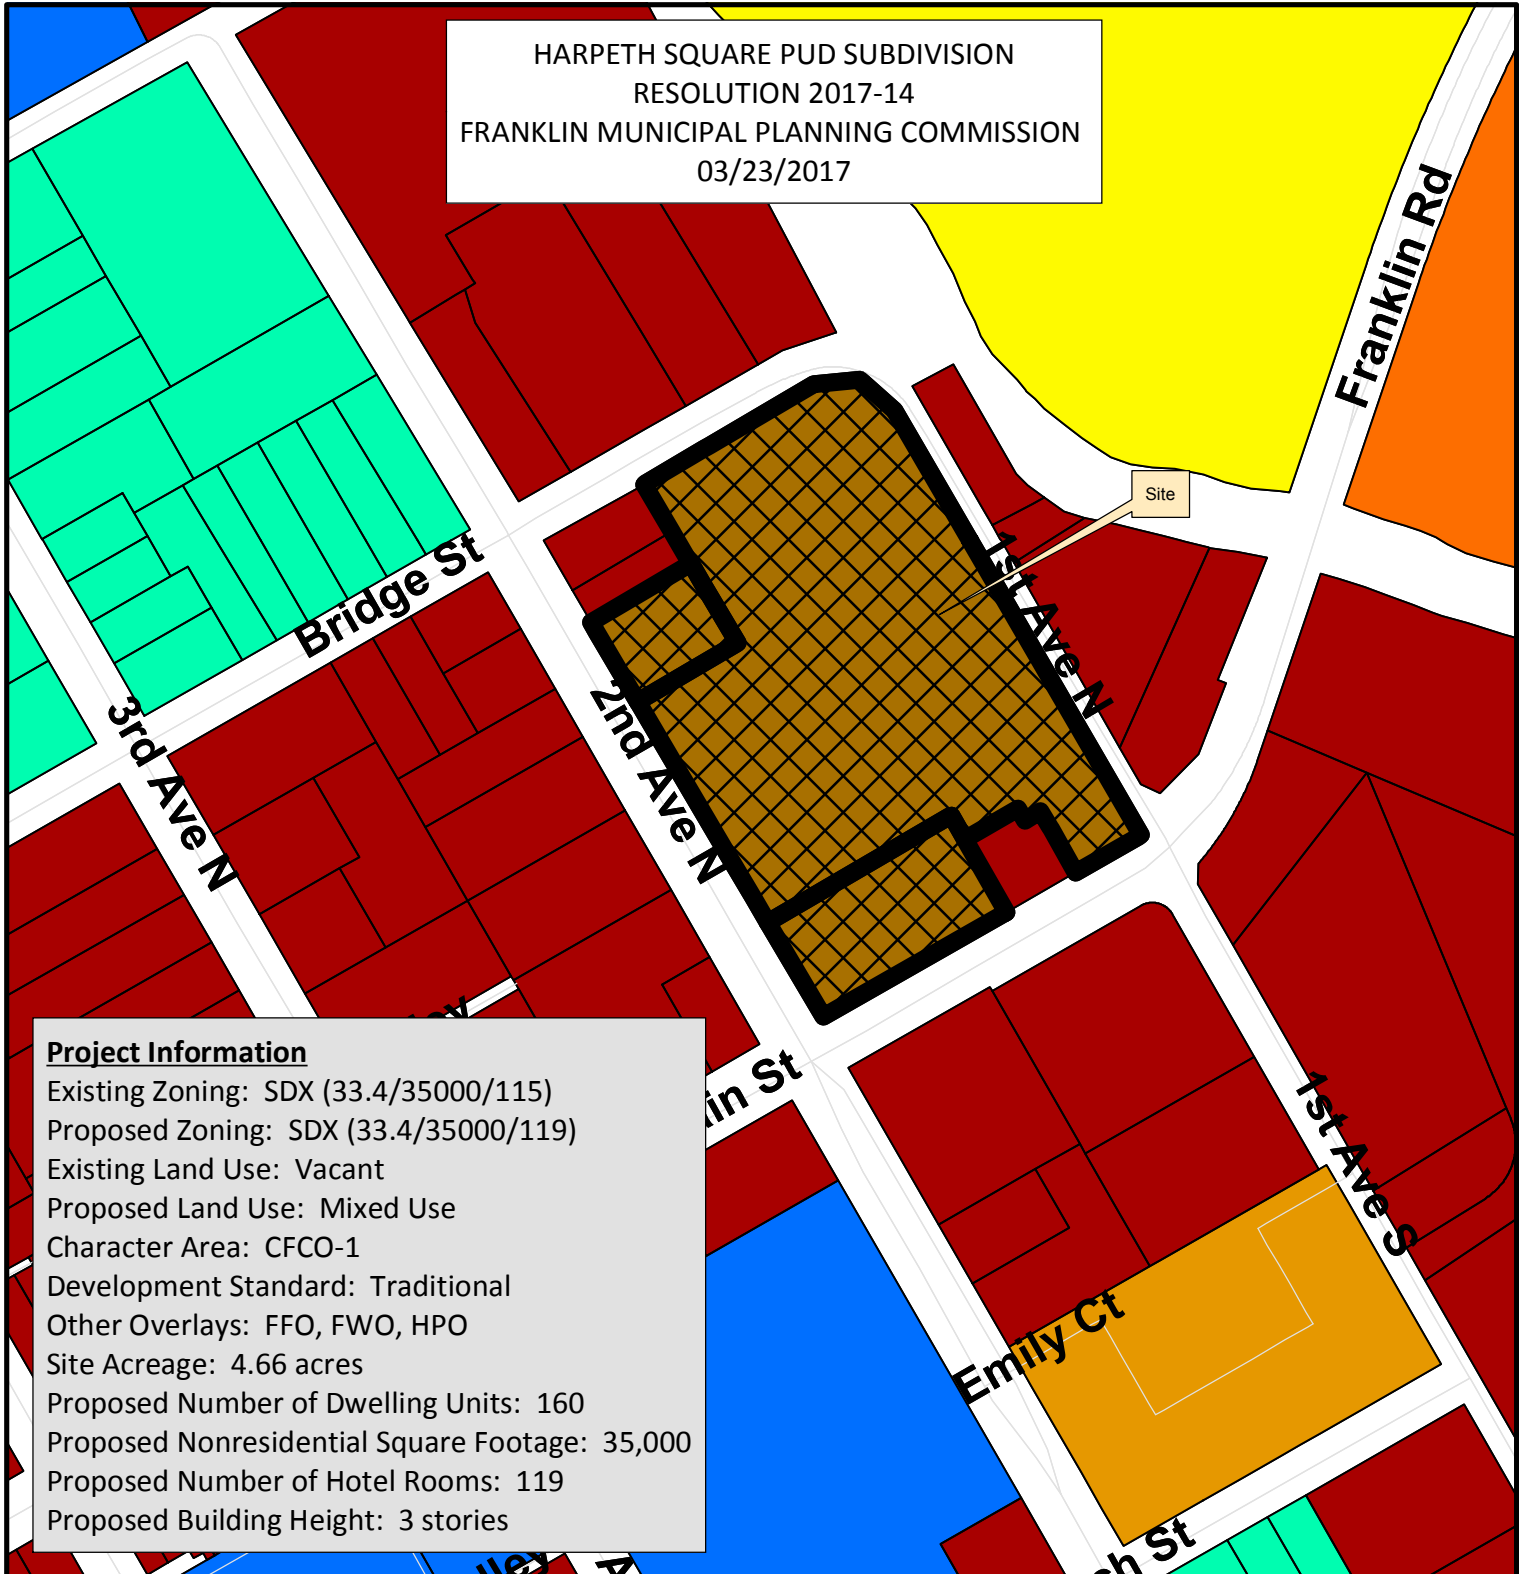 HARPETH SQUARE PUD SUBDIVISION
RESOLUTION 2017-14
FRANKLIN MUNICIPAL PLANNING COMMISSION
03/23/2017
Franklin Rd
Site
1st Ave N
Bridge St
2nd Ave N
3rd Ave N
Project Information
Existing Zoning: SDX (33.4/35000/115)
Proposed Zoning: SDX (33.4/35000/119)
Existing Land Use: Vacant
Proposed Land Use: Mixed Use
Character Area: CFCO-1
Development Standard: Traditional
Other Overlays: FFO, FWO, HPO
Site Acreage: 4.66 acres
Proposed Number of Dwelling Units: 160
Proposed Nonresidential Square Footage: 35,000
Proposed Number of Hotel Rooms: 119
Proposed Building Height: 3 stories
St
1st Ave S
Emily Ct
St